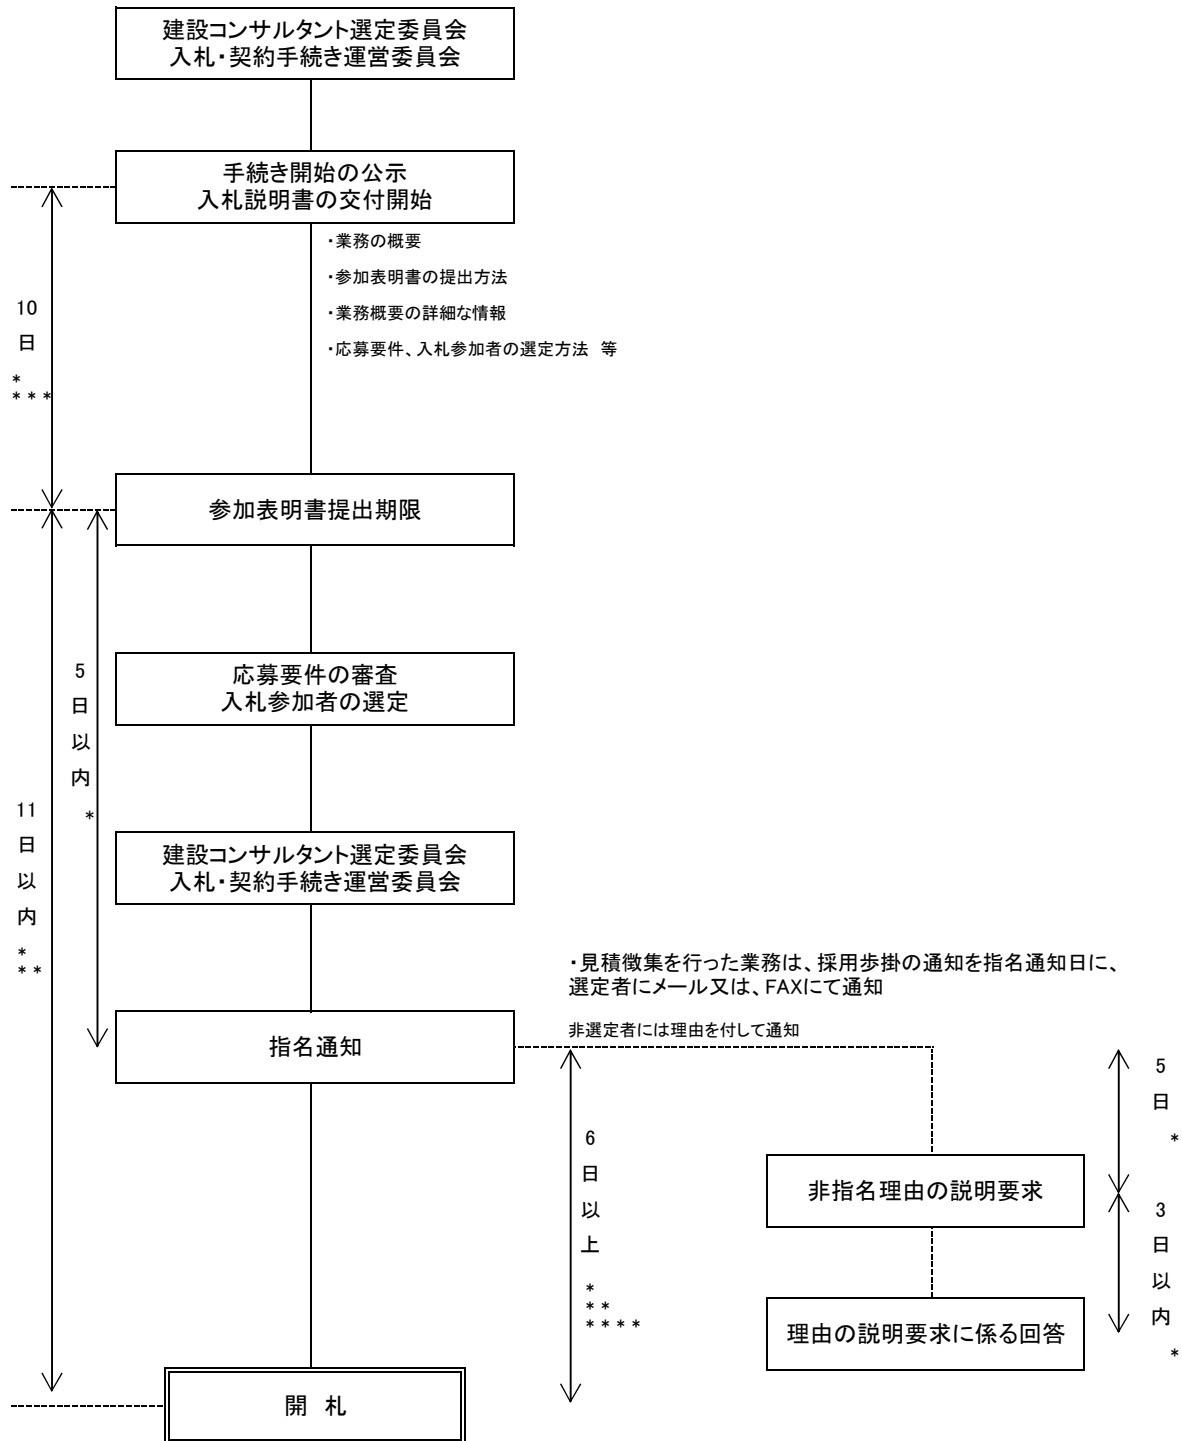 建設コンサルタント選定委員会
入札・契約手続き運営委員会
手続き開始の公示
入札説明書の交付開始
・業務の概要
・参加表明書の提出方法
・業務概要の詳細な情報
・応募要件、入札参加者の選定方法　等
10
日
*
***
参加表明書提出期限
応募要件の審査
入札参加者の選定
5
日
以
内
*
11
日
以
内
*
**
建設コンサルタント選定委員会
入札・契約手続き運営委員会
・見積徴集を行った業務は、採用歩掛の通知を指名通知日に、
選定者にメール又は、FAXにて通知
非選定者には理由を付して通知
指名通知
6
日
以
上
*
**
****
5
日
*
非指名理由の説明要求
3
日
以
内
*
理由の説明要求に係る回答
開　札